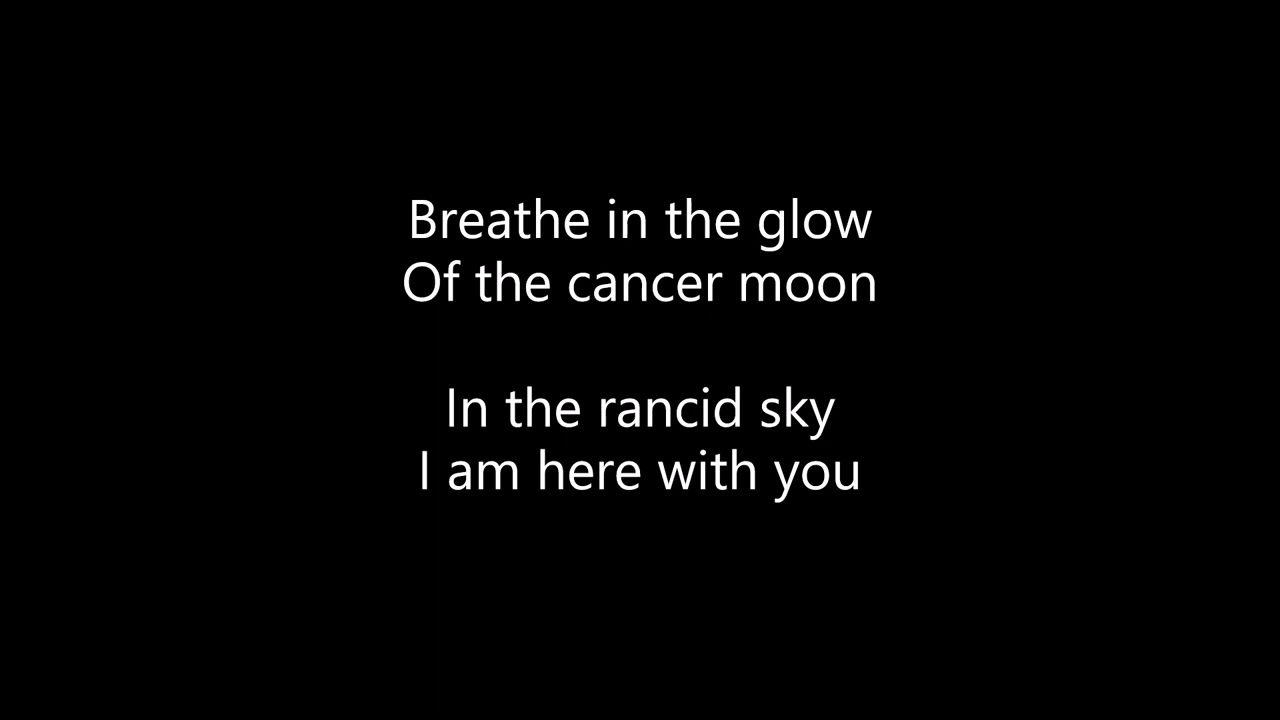 Breathe in the glow
Of the cancer moon
In the rancid sky
I am here with you